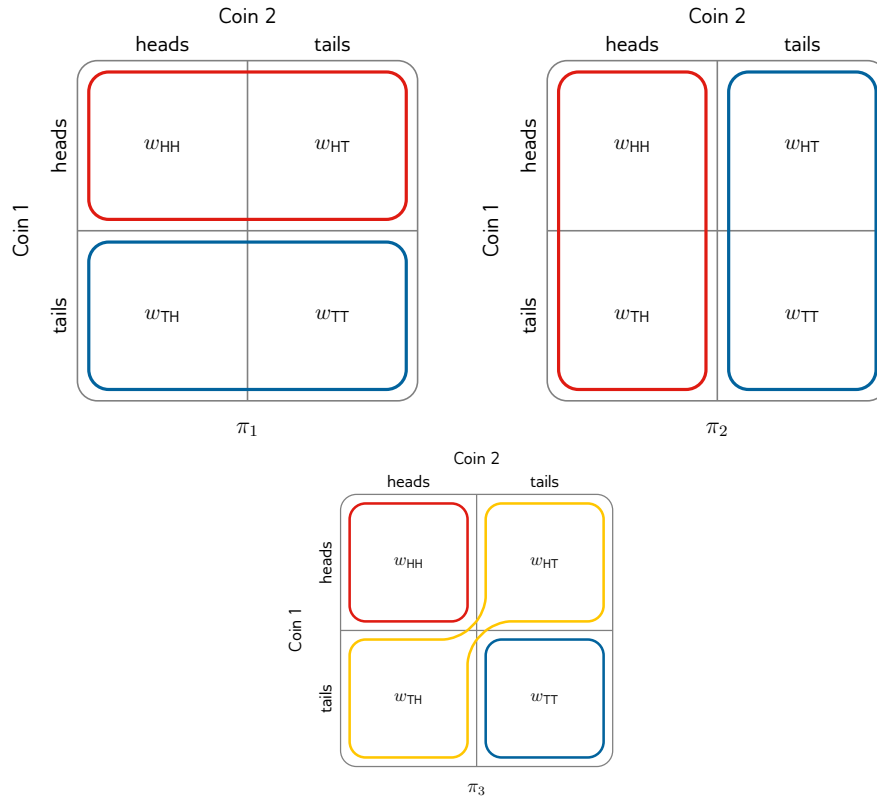 Coin 2
heads tails
Coin 1
heads
w_HH w_HT
tails
w_TH w_TT
π_1
Coin 2
heads tails
Coin 1
heads
w_HH w_HT
tails
w_TH w_TT
π_2
Coin 2
heads tails
Coin 1
heads
w_HH w_HT
tails
w_TH w_TT
π_3